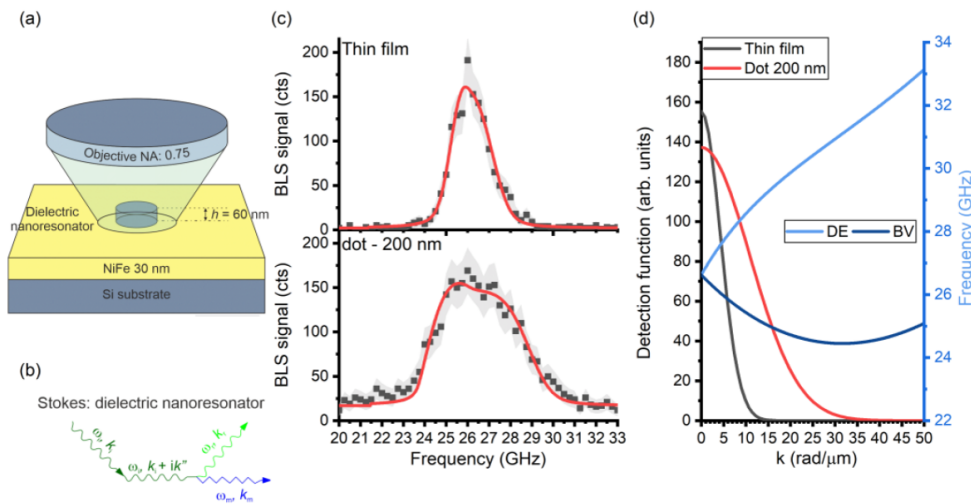 (a)
Objective NA: 0.75
Dielectric
nanoresonator
h = 60 nm
NiFe 30 nm
Si substrate
(b)
Stokes: dielectric nanoresonator
ωᵢ, kᵢ
ωᵢ, kᵢ + ik''
ωₘ, kₘ
(c)
Thin film
BLS signal (cts)
200
150
100
50
0
dot - 200 nm
BLS signal (cts)
200
150
100
50
0
20 21 22 23 24 25 26 27 28 29 30 31 32 33
Frequency (GHz)
(d)
Thin film
Dot 200 nm
DE BV
Detection function (arb. units)
180
160
140
120
100
80
60
40
20
0
0 5 10 15 20 25 30 35 40 45 50
k (rad/μm)
34
32
30
28
26
24
22
Frequency (GHz)